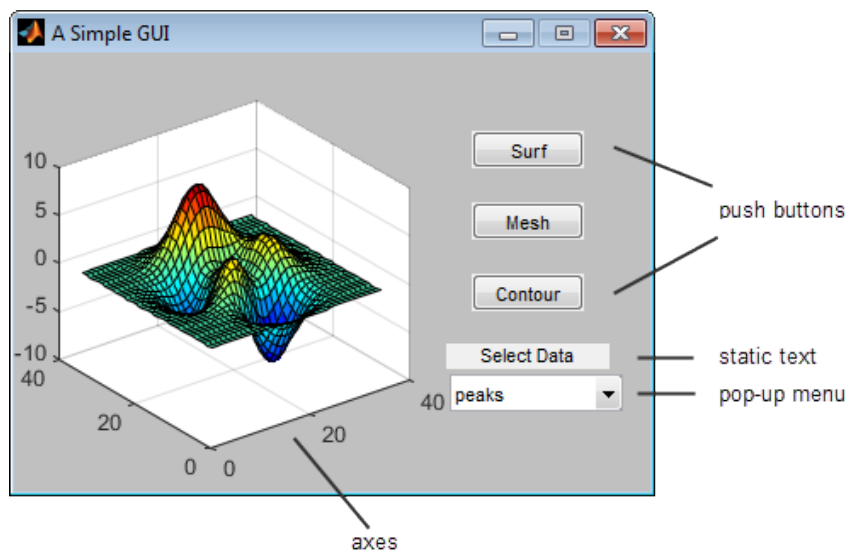 A Simple GUI
Surf
push buttons
Mesh
Contour
Select Data
static text
peaks
pop-up menu
10
5
0
-5
-10
40
20
0
0
20
40
axes